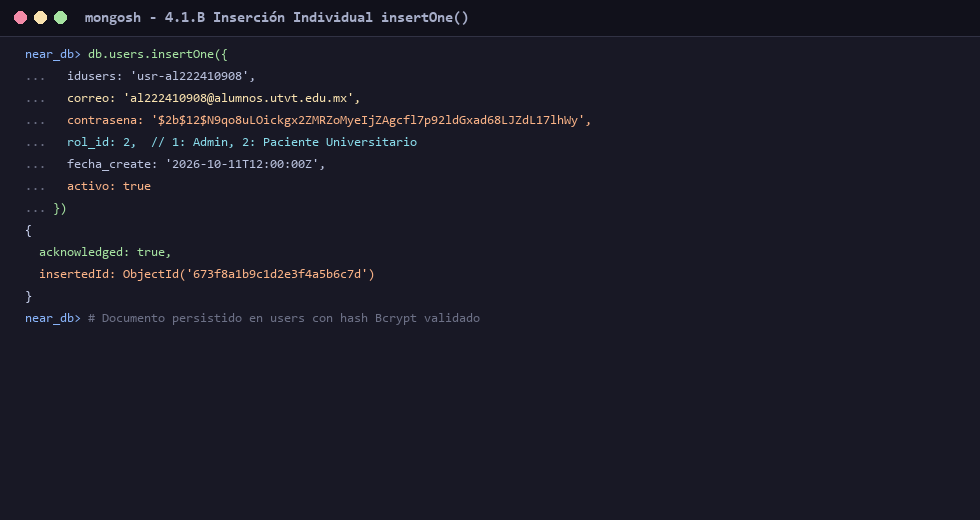 mongosh - 4.1.B Inserción Individual insertOne()
near_db> db.users.insertOne({
...   idusers: 'usr-al222410908',
...   correo: 'al222410908@alumnos.utvt.edu.mx',
...   contrasena: '$2b$12$N9qo8uLOickgx2ZMRZoMyeIjZAgcfl7p92ldGxad68LJZdL17lhWy',
...   rol_id: 2,  // 1: Admin, 2: Paciente Universitario
...   fecha_create: '2026-10-11T12:00:00Z',
...   activo: true
... })
{
  acknowledged: true,
  insertedId: ObjectId('673f8a1b9c1d2e3f4a5b6c7d')
}
near_db> # Documento persistido en users con hash Bcrypt validado